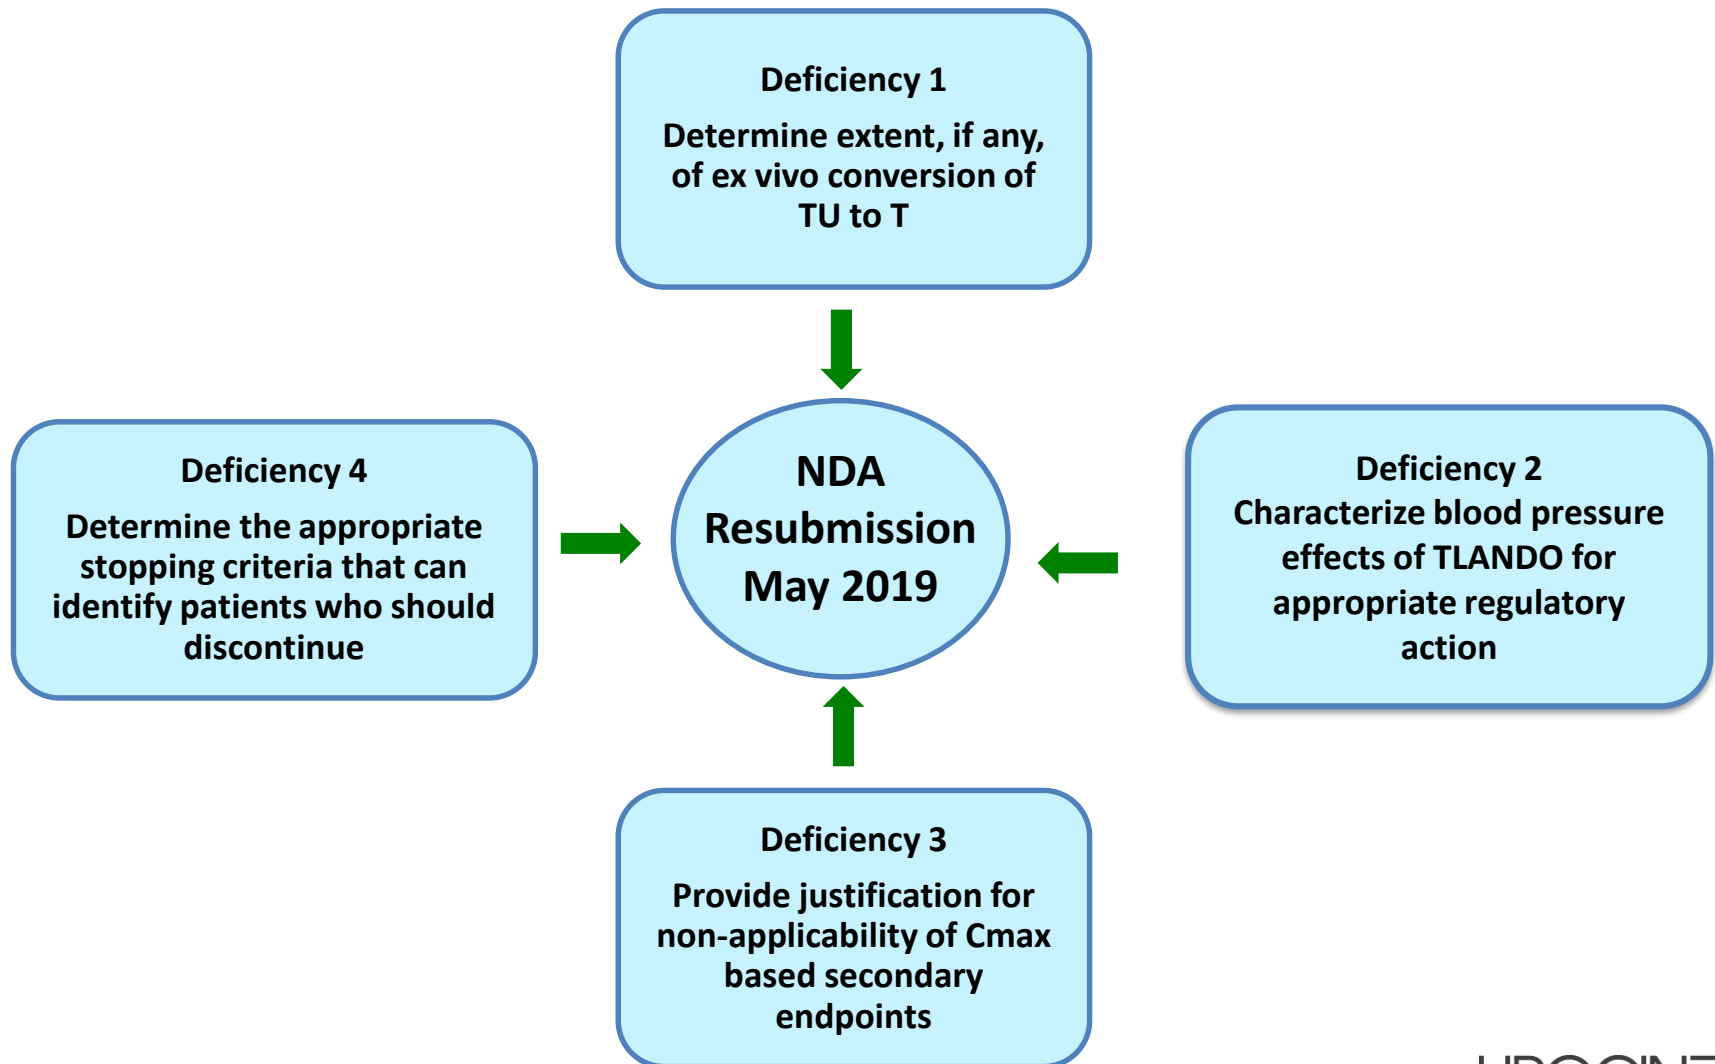 Deficiency 1
Determine extent, if any,
of ex vivo conversion of
TU to T
NDA
Resubmission
May 2019
Deficiency 4
Determine the appropriate
stopping criteria that can
identify patients who should
discontinue
Deficiency 2
Characterize blood pressure
effects of TLANDO for
appropriate regulatory
action
Deficiency 3
Provide justification for
non-applicability of Cmax
based secondary
endpoints